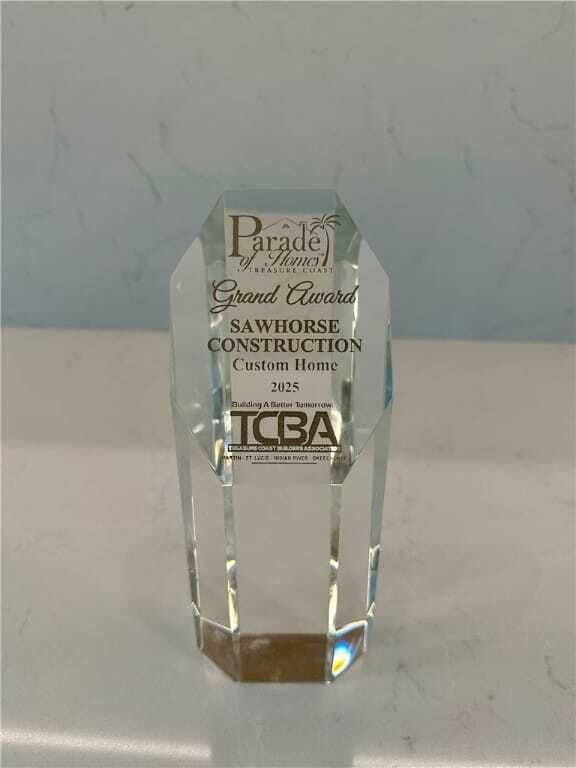 Parade
of Homes
TREASURE COAST
Grand Award
SAWHORSE
CONSTRUCTION
Custom Home
2025
Building A Better Tomorrow.
TCBA
TREASURE COAST BUILDERS ASSOCIATION
MARTIN · ST. LUCIE · INDIAN RIVER · OKEECHOBEE